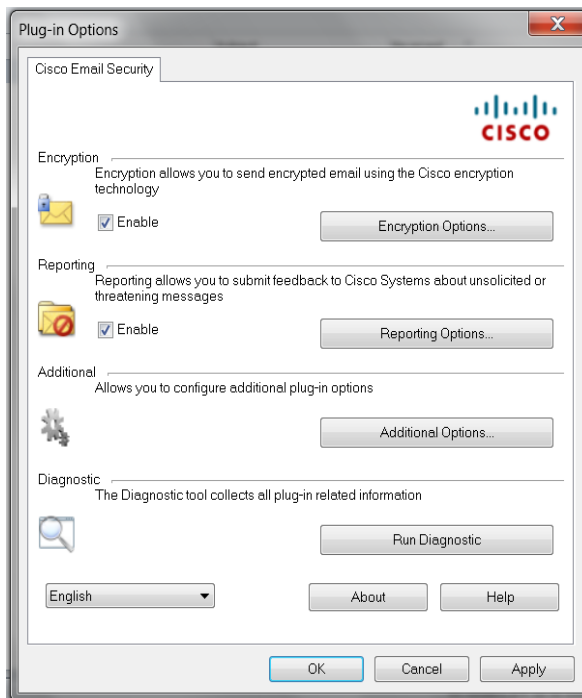 Plug-in Options
Cisco Email Security
CISCO
Encryption
Encryption allows you to send encrypted email using the Cisco encryption
technology
Enable
Encryption Options...
Reporting
Reporting allows you to submit feedback to Cisco Systems about unsolicited or
threatening messages
Enable
Reporting Options...
Additional
Allows you to configure additional plug-in options
Additional Options...
Diagnostic
The Diagnostic tool collects all plug-in related information
Run Diagnostic
English
About
Help
OK
Cancel
Apply